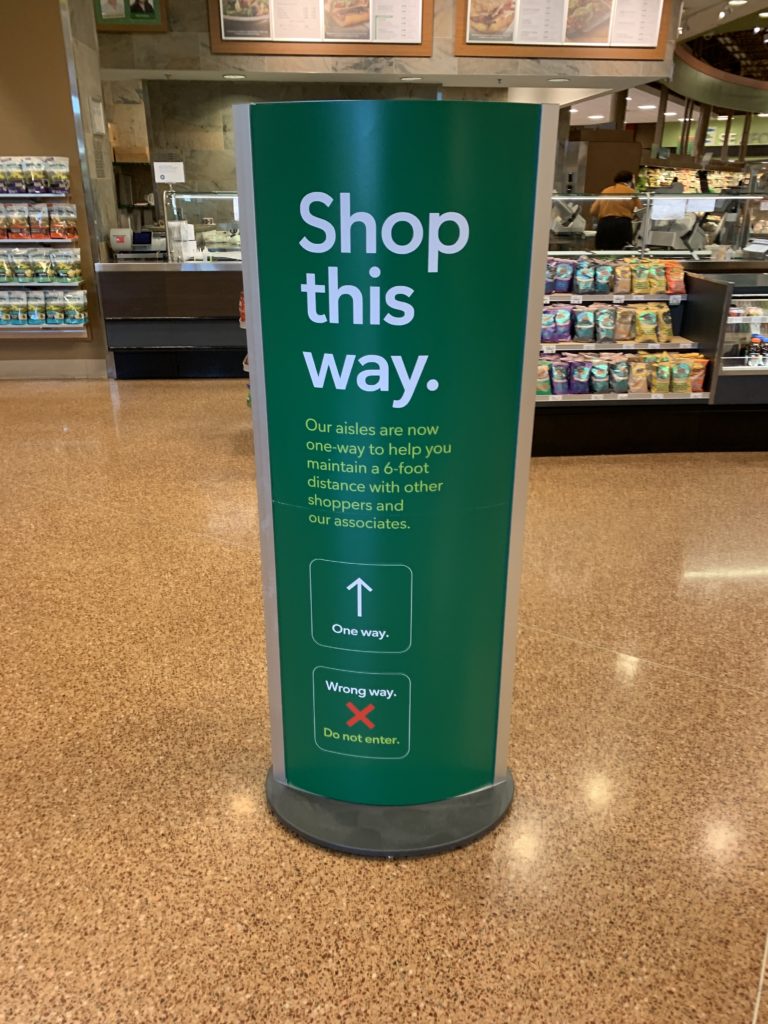 Shop
this
way.
Our aisles are now
one-way to help you
maintain a 6-foot
distance with other
shoppers and
our associates.
One way.
Wrong way.
Do not enter.